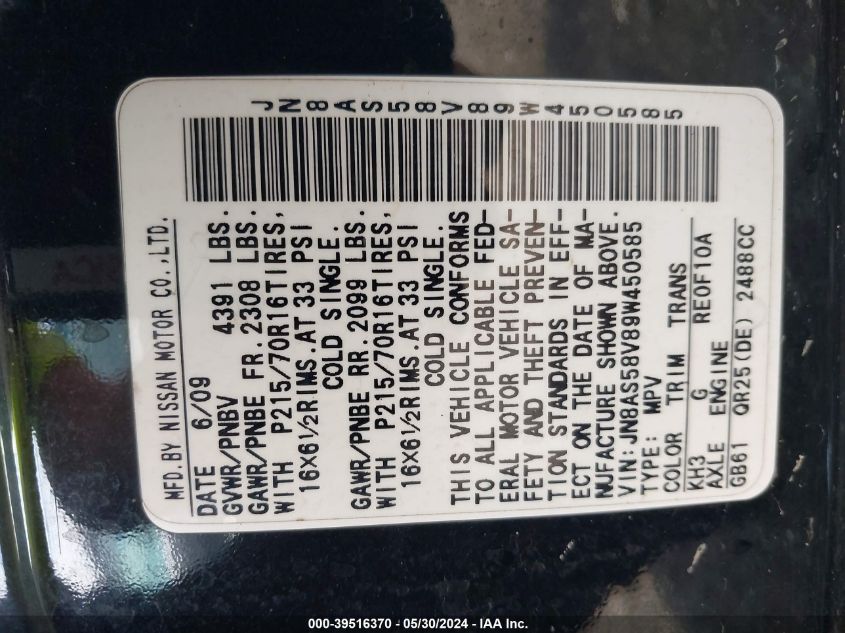 MFD.BY NISSAN MOTOR CO.,LTD.
DATE 6/09
GVWR/PNBV 4391 LBS.
GAWR/PNBE FR.2308 LBS.
WITH P215/70R16TIRES,
16X6½RIMS.AT 33 PSI
COLD SINGLE.
GAWR/PNBE RR.2099 LBS.
WITH P215/70R16TIRES,
16X6½RIMS.AT 33 PSI
COLD SINGLE.
THIS VEHICLE CONFORMS
TO ALL APPLICABLE FED-
ERAL MOTOR VEHICLE SA-
FETY AND THEFT PREVEN-
TION STANDARDS IN EFF-
ECT ON THE DATE OF MA-
NUFACTURE SHOWN ABOVE.
VIN:JN8AS58V89W450585
TYPE: MPV
COLOR TRIM TRANS
KH3 G RE0F10A
AXLE ENGINE
GB61 QR25(DE) 2488CC
JN8AS58V89W450585
000-39516370 - 05/30/2024 - IAA Inc.